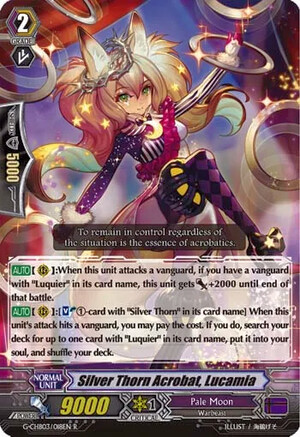 2
GRADE
5000
To remain in control regardless of
the situation is the essence of acrobatics.
AUTO :When this unit attacks a vanguard, if you have a vanguard
with "Luquier" in its card name, this unit gets +2000 until end of
that battle.
AUTO :[ ①-card with "Silver Thorn" in its card name] When this
unit's attack hits a vanguard, you may pay the cost. If you do, search your
deck for up to one card with "Luquier" in its card name, put it into your
soul, and shuffle your deck.
NORMAL
UNIT
Silver Thorn Acrobat, Lucamia
POWER
9000
1
CRITICAL
Pale Moon
Warbeast
G-CHB03/018EN R
ILLUST